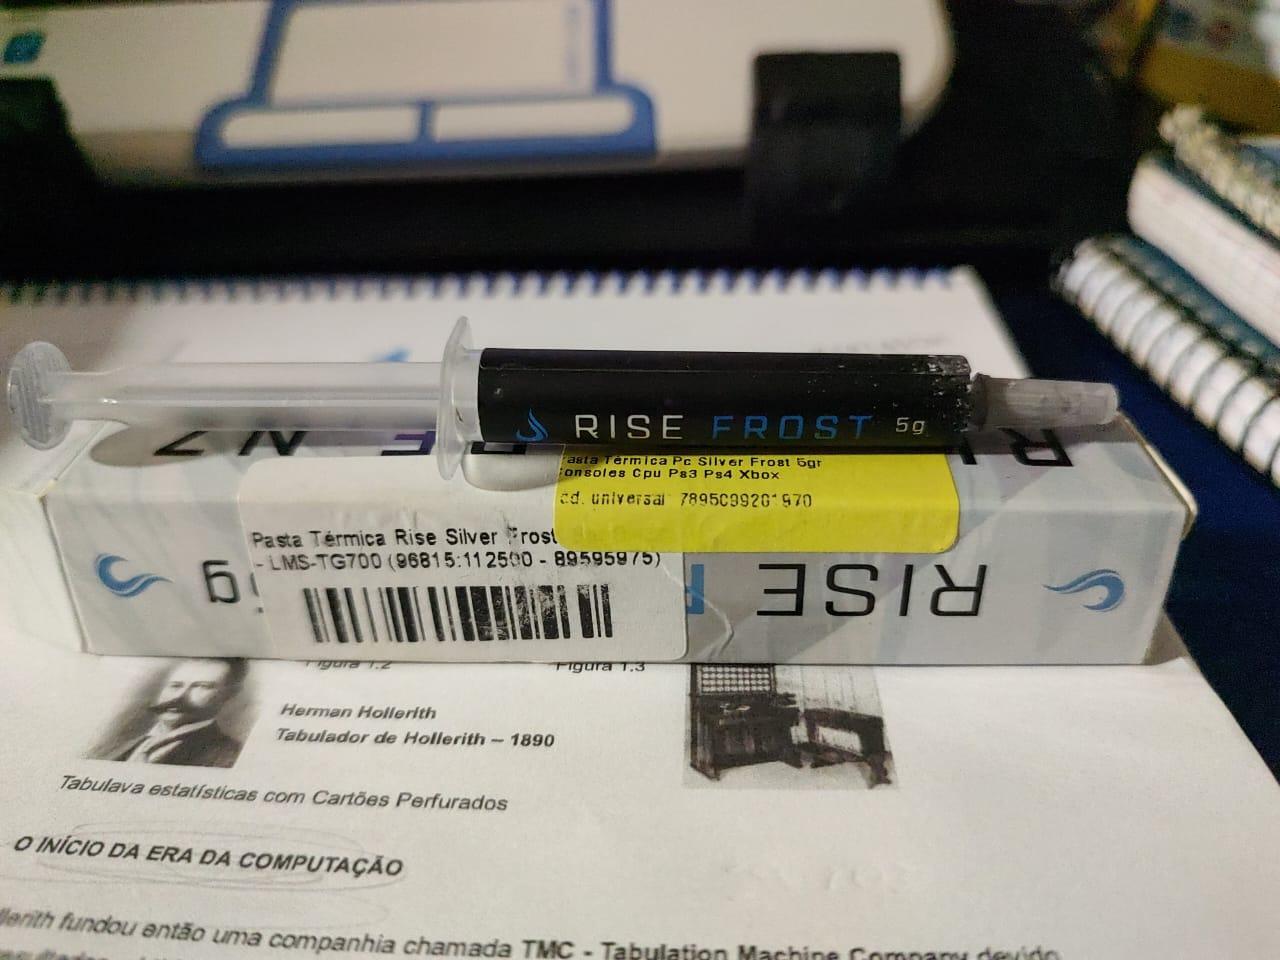 RISE FROST 5g
Pasta Térmica Pc Silver Frost 5gr
Consoles Cpu Ps3 Ps4 Xbox
cd. universal 7895099201970
Pasta Térmica Rise Silver Frost
- LMS-TG700 (96815:112500 - 89595975)
RISE
5g
Figura 1.2
Figura 1.3
Herman Hollerith
Tabulador de Hollerith – 1890
Tabulava estatísticas com Cartões Perfurados
O INÍCIO DA ERA DA COMPUTAÇÃO
llerith fundou então uma companhia chamada TMC - Tabulation Machine Company devido